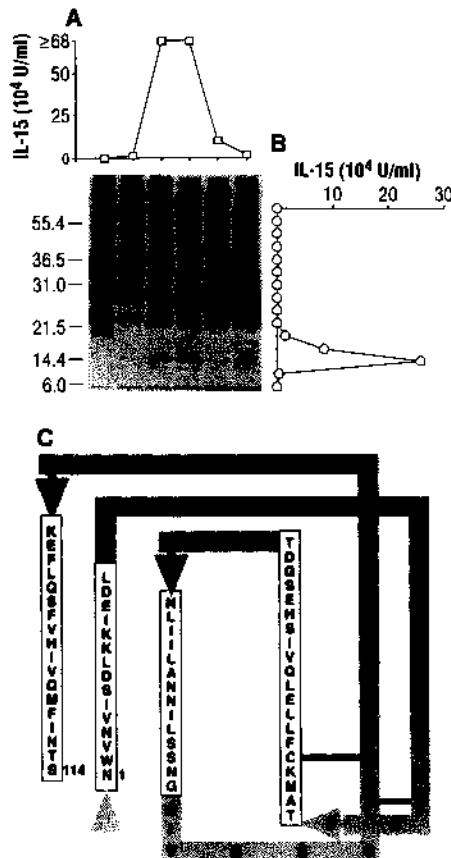 A
IL-15 (10⁴ U/ml)
≥68
50
25
0
B
IL-15 (10⁴ U/ml)
10 20 30
55.4
36.5
31.0
21.5
14.4
6.0
C
KEFLQSFVHIVQMFINTS
114
LDEIKKLDSIVNVWN
1
NLIILANNILSSNG
TDGSEHSIVQLELLFCKMAT